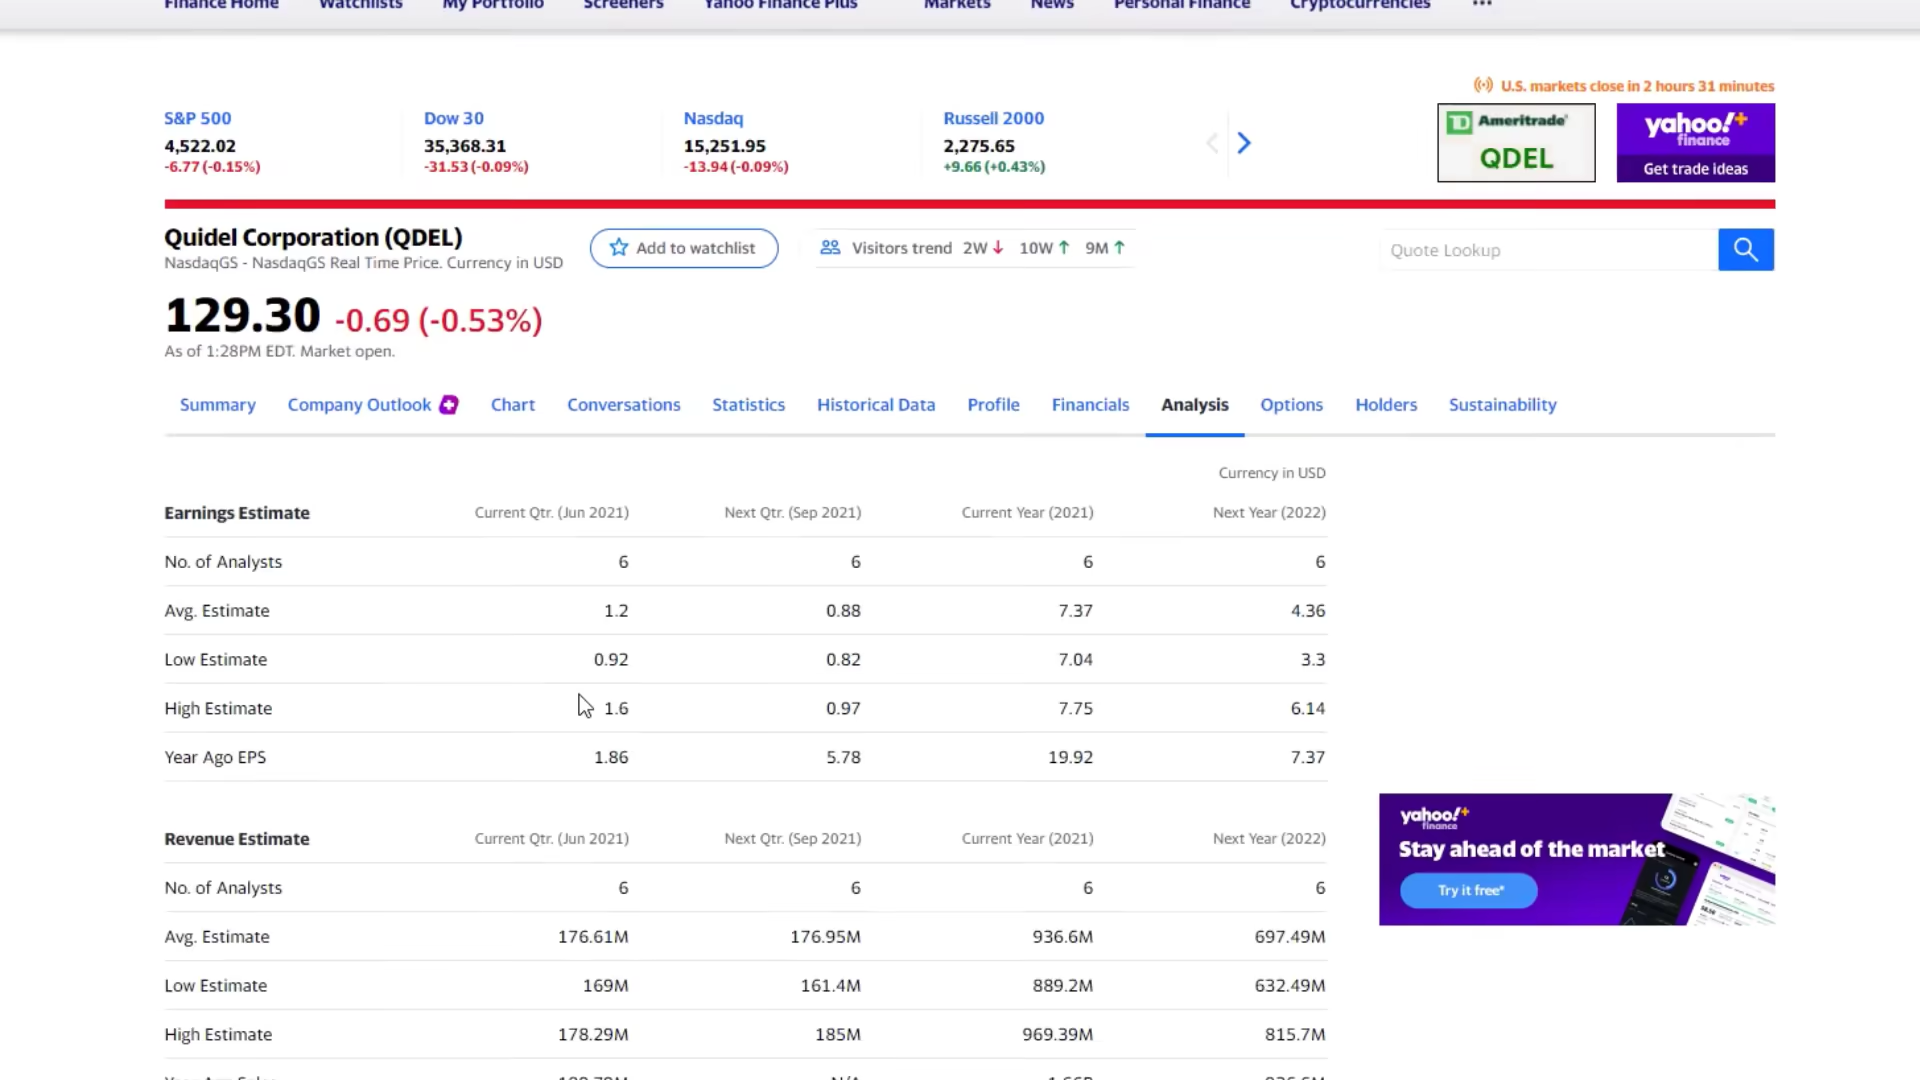 Finance Home Watchlists My Portfolio Screeners Yahoo Finance Plus Markets News Personal Finance Cryptocurrencies ...
U.S. markets close in 2 hours 31 minutes
S&P 500 Dow 30 Nasdaq Russell 2000
4,522.02 35,368.31 15,251.95 2,275.65
-6.77 (-0.15%) -31.53 (-0.09%) -13.94 (-0.09%) +9.66 (+0.43%)
TD Ameritrade
QDEL
yahoo!+
finance
Get trade ideas
Quidel Corporation (QDEL)
NasdaqGS - NasdaqGS Real Time Price. Currency in USD
Add to watchlist
Visitors trend 2W↓ 10W↑ 9M↑
Quote Lookup
129.30 -0.69 (-0.53%)
As of 1:28PM EDT. Market open.
Summary Company Outlook Chart Conversations Statistics Historical Data Profile Financials Analysis Options Holders Sustainability
Currency in USD
Earnings Estimate Current Qtr. (Jun 2021) Next Qtr. (Sep 2021) Current Year (2021) Next Year (2022)
No. of Analysts 6 6 6 6
Avg. Estimate 1.2 0.88 7.37 4.36
Low Estimate 0.92 0.82 7.04 3.3
High Estimate 1.6 0.97 7.75 6.14
Year Ago EPS 1.86 5.78 19.92 7.37
yahoo!+
finance
Stay ahead of the market
Try it free*
Revenue Estimate Current Qtr. (Jun 2021) Next Qtr. (Sep 2021) Current Year (2021) Next Year (2022)
No. of Analysts 6 6 6 6
Avg. Estimate 176.61M 176.95M 936.6M 697.49M
Low Estimate 169M 161.4M 889.2M 632.49M
High Estimate 178.29M 185M 969.39M 815.7M